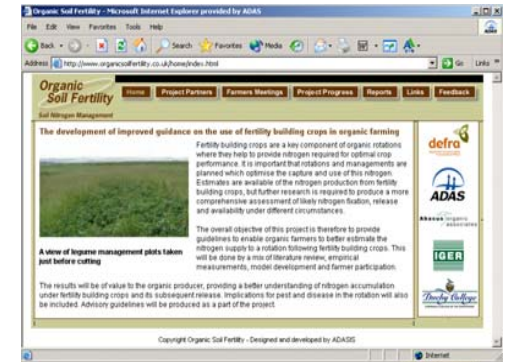 Organic Soil Fertility - Microsoft Internet Explorer provided by ADAS
File Edit View Favorites Tools Help
Back Search Favorites Media
Address http://www.organicsoilfertility.co.uk/home/index.html Go Links
Organic
Soil Fertility
Home Project Partners Farmers Meetings Project Progress Reports Links Feedback
Soil Nitrogen Management
The development of improved guidance on the use of fertility building crops in organic farming
Fertility building crops are a key component of organic rotations
where they help to provide nitrogen required for optimal crop
performance. It is important that rotations and managements are
planned which optimise the capture and use of this nitrogen.
Estimates are available of the nitrogen production from fertility
building crops, but further research is required to produce a more
comprehensive assessment of likely nitrogen fixation, release
and availability under different circumstances.
The overall objective of this project is therefore to provide
guidelines to enable organic farmers to better estimate the
nitrogen supply to a rotation following fertility building crops. This
will be done by a mix of literature review, empirical
measurements, model development and farmer participation.
A view of legume management plots taken
just before cutting
The results will be of value to the organic producer, providing a better understanding of nitrogen accumulation
under fertility building crops and its subsequent release. Implications for pest and disease in the rotation will also
be included. Advisory guidelines will be produced as a part of the project.
defra
ADAS
Abacus organic
associates
IGER
Duchy College
Copyright Organic Soil Fertility - Designed and developed by ADASIS
Internet